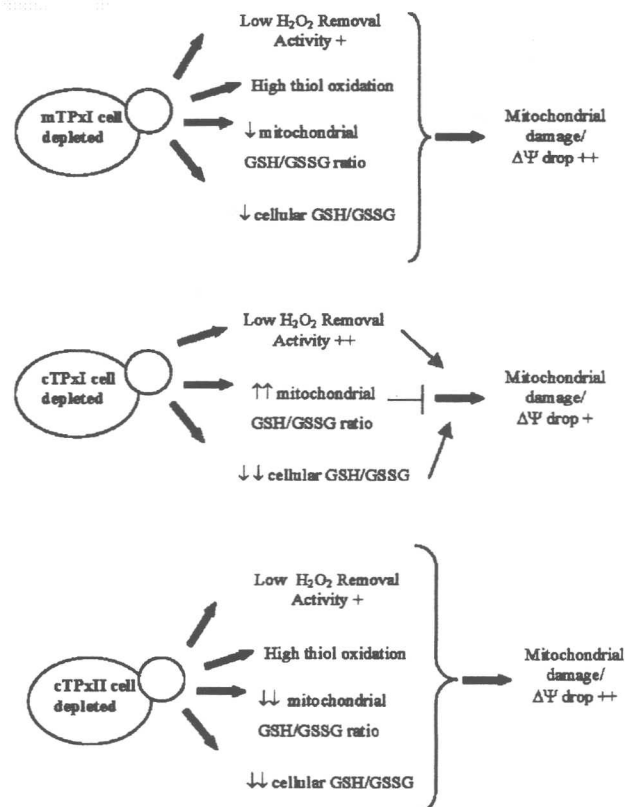 Low H₂O₂ Removal
Activity +
High thiol oxidation
mTPxI cell
depleted
↓ mitochondrial
GSH/GSSG ratio
↓ cellular GSH/GSSG
Mitochondrial
damage/
ΔΨ drop ++
Low H₂O₂ Removal
Activity ++
cTPxI cell
depleted
↑↑ mitochondrial
GSH/GSSG ratio
↓↓ cellular GSH/GSSG
Mitochondrial
damage/
ΔΨ drop +
Low H₂O₂ Removal
Activity +
High thiol oxidation
cTPxII cell
depleted
↓↓ mitochondrial
GSH/GSSG ratio
↓↓ cellular GSH/GSSG
Mitochondrial
damage/
ΔΨ drop ++